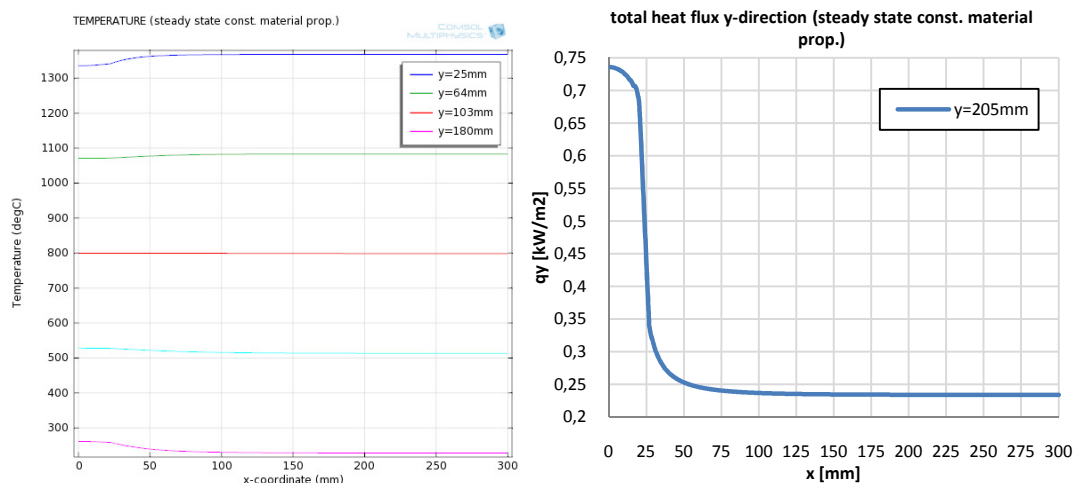 TEMPERATURE (steady state const. material prop.)
COMSOL
MULTIPHYSICS
1300
1200
1100
1000
900
800
700
600
500
400
300
Temperature (degC)
y=25mm
y=64mm
y=103mm
y=180mm
0 50 100 150 200 250 300
x-coordinate (mm)
total heat flux y-direction (steady state const. material
prop.)
0,75
0,7
0,65
0,6
0,55
0,5
0,45
0,4
0,35
0,3
0,25
0,2
qy [kW/m2]
y=205mm
0 25 50 75 100 125 150 175 200 225 250 275 300
x [mm]